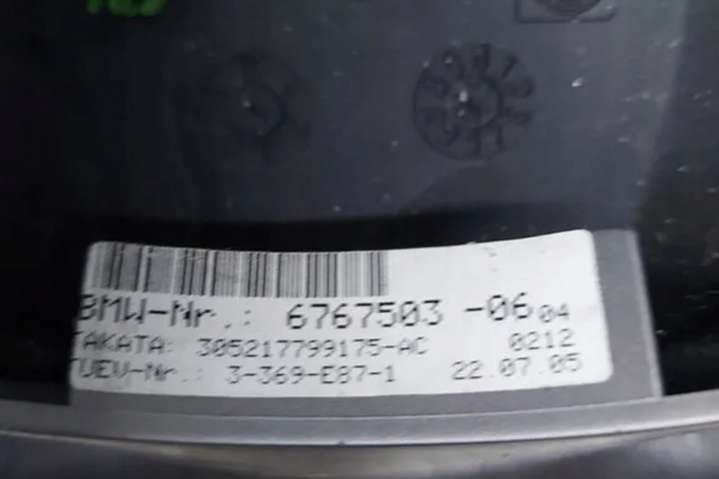 BMW-Nr.: 6767503 -06 04
TAKATA: 305217799175-AC 0212
TUEV-Nr.: 3-369-E87-1 22.07.05